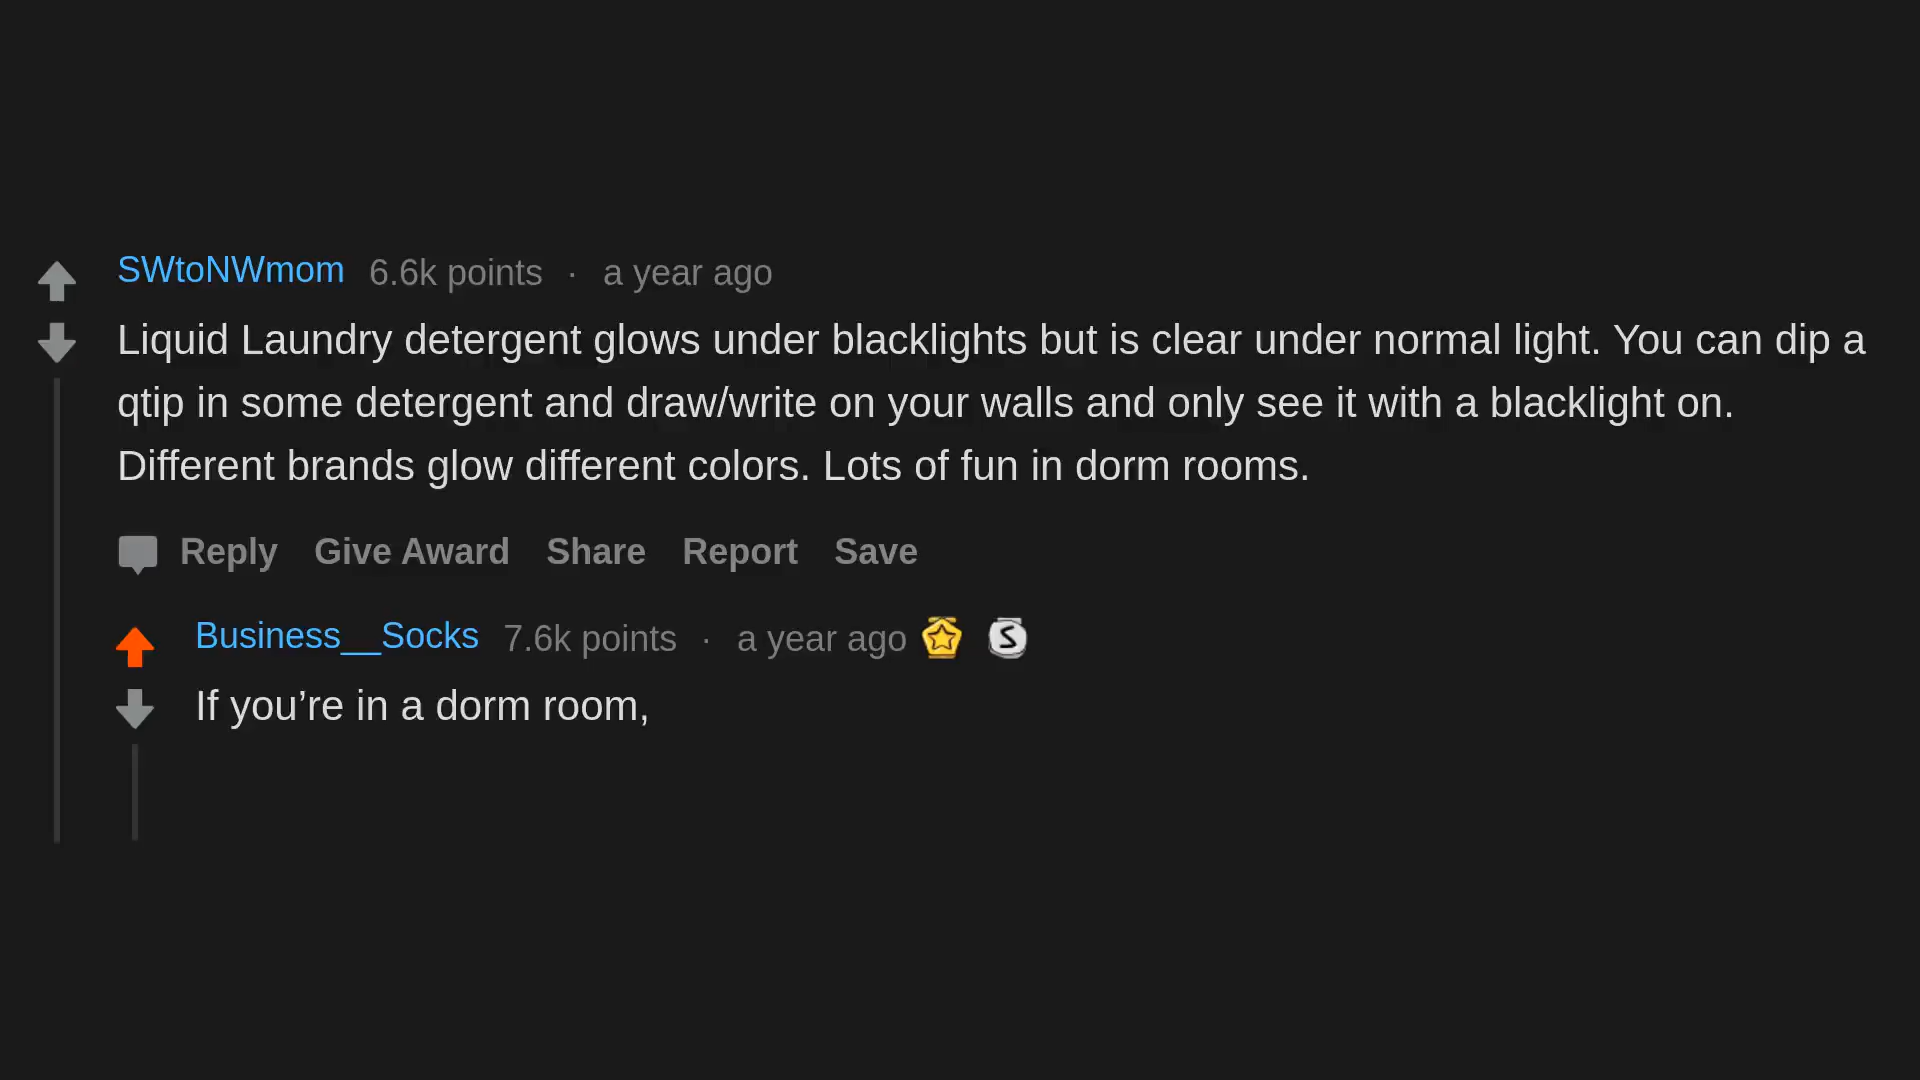 SWtoNWmom 6.6k points · a year ago
Liquid Laundry detergent glows under blacklights but is clear under normal light. You can dip a
qtip in some detergent and draw/write on your walls and only see it with a blacklight on.
Different brands glow different colors. Lots of fun in dorm rooms.
Reply Give Award Share Report Save
Business__Socks 7.6k points · a year ago S
If you’re in a dorm room,